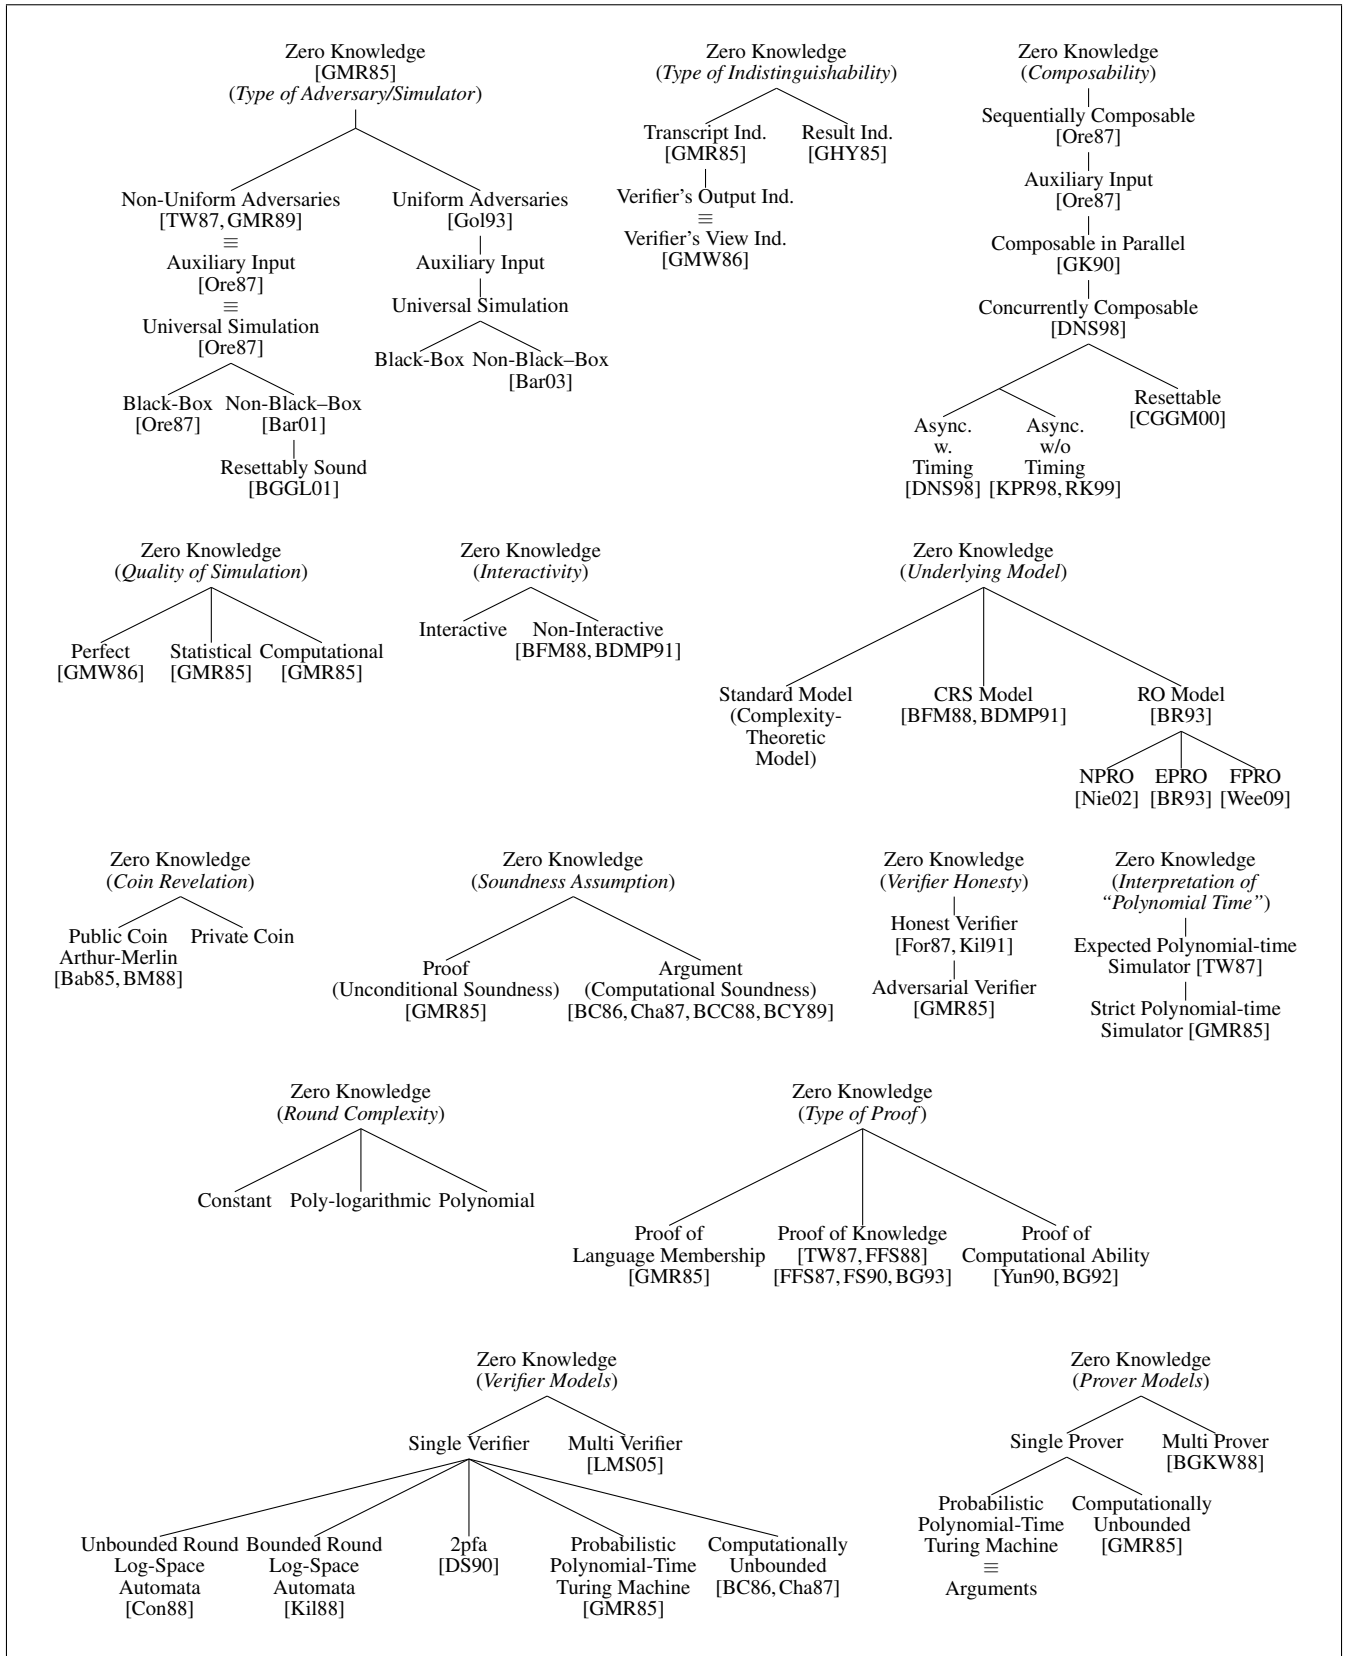 Zero Knowledge
[GMR85]
(Type of Adversary/Simulator)
Non-Uniform Adversaries
[TW87, GMR89]
≡
Auxiliary Input
[Ore87]
≡
Universal Simulation
[Ore87]
Black-Box
[Ore87]
Non-Black–Box
[Bar01]
Resettably Sound
[BGGL01]
Uniform Adversaries
[Gol93]
Auxiliary Input
Universal Simulation
Black-Box
Non-Black–Box
[Bar03]
Zero Knowledge
(Type of Indistinguishability)
Transcript Ind.
[GMR85]
Verifier's Output Ind.
≡
Verifier's View Ind.
[GMW86]
Result Ind.
[GHY85]
Zero Knowledge
(Composability)
Sequentially Composable
[Ore87]
Auxiliary Input
[Ore87]
Composable in Parallel
[GK90]
Concurrently Composable
[DNS98]
Async.
w.
Timing
[DNS98]
Async.
w/o
Timing
[KPR98, RK99]
Resettable
[CGGM00]
Zero Knowledge
(Quality of Simulation)
Perfect
[GMW86]
Statistical
[GMR85]
Computational
[GMR85]
Zero Knowledge
(Interactivity)
Interactive
Non-Interactive
[BFM88, BDMP91]
Zero Knowledge
(Underlying Model)
Standard Model
(Complexity-
Theoretic
Model)
CRS Model
[BFM88, BDMP91]
RO Model
[BR93]
NPRO
[Nie02]
EPRO
[BR93]
FPRO
[Wee09]
Zero Knowledge
(Coin Revelation)
Public Coin
Arthur-Merlin
[Bab85, BM88]
Private Coin
Zero Knowledge
(Soundness Assumption)
Proof
(Unconditional Soundness)
[GMR85]
Argument
(Computational Soundness)
[BC86, Cha87, BCC88, BCY89]
Zero Knowledge
(Verifier Honesty)
Honest Verifier
[For87, Kil91]
Adversarial Verifier
[GMR85]
Zero Knowledge
(Interpretation of
“Polynomial Time”)
Expected Polynomial-time
Simulator [TW87]
Strict Polynomial-time
Simulator [GMR85]
Zero Knowledge
(Round Complexity)
Constant
Poly-logarithmic
Polynomial
Zero Knowledge
(Type of Proof)
Proof of
Language Membership
[GMR85]
Proof of Knowledge
[TW87, FFS88]
[FFS87, FS90, BG93]
Proof of
Computational Ability
[Yun90, BG92]
Zero Knowledge
(Verifier Models)
Single Verifier
Multi Verifier
[LMS05]
Unbounded Round
Log-Space
Automata
[Con88]
Bounded Round
Log-Space
Automata
[Kil88]
2pfa
[DS90]
Probabilistic
Polynomial-Time
Turing Machine
[GMR85]
Computationally
Unbounded
[BC86, Cha87]
Zero Knowledge
(Prover Models)
Single Prover
Multi Prover
[BGKW88]
Probabilistic
Polynomial-Time
Turing Machine
≡
Arguments
Computationally
Unbounded
[GMR85]